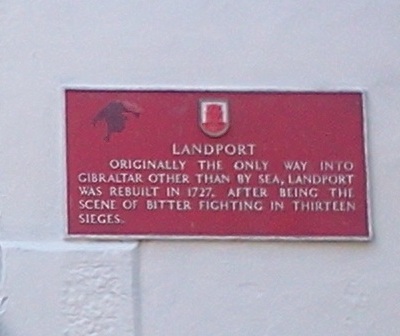 LANDPORT
ORIGINALLY THE ONLY WAY INTO
GIBRALTAR OTHER THAN BY SEA, LANDPORT
WAS REBUILT IN 1727, AFTER BEING THE
SCENE OF BITTER FIGHTING IN THIRTEEN
SIEGES.